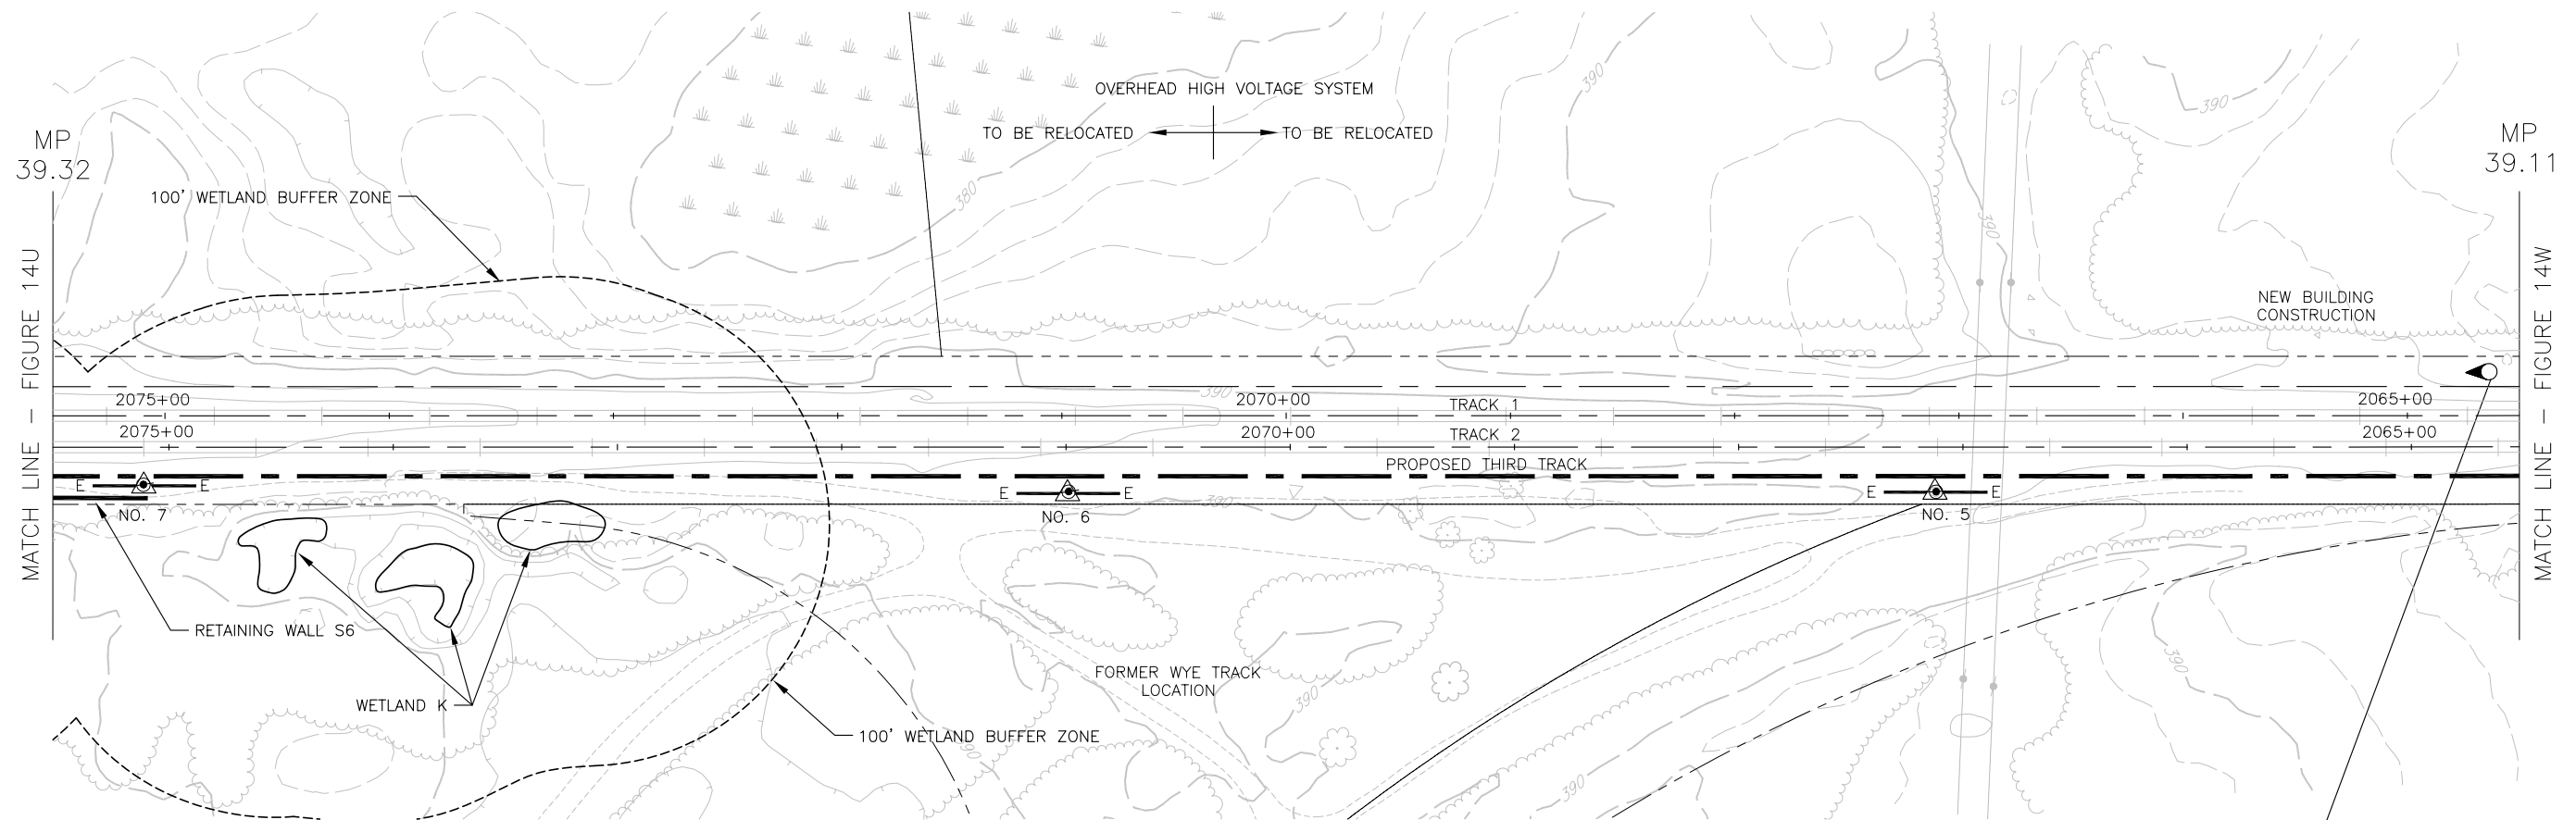 OVERHEAD HIGH VOLTAGE SYSTEM
TO BE RELOCATED
TO BE RELOCATED
390
390
MP
39.32
MP
39.11
100' WETLAND BUFFER ZONE
380
390
MATCH LINE – FIGURE 14U
MATCH LINE – FIGURE 14W
NEW BUILDING
CONSTRUCTION
390
2075+00
2070+00
TRACK 1
2065+00
2075+00
2070+00
TRACK 2
2065+00
PROPOSED THIRD TRACK
E
E
E
E
E
E
390
NO. 7
NO. 6
NO. 5
RETAINING WALL S6
WETLAND K
FORMER WYE TRACK
LOCATION
390
390
100' WETLAND BUFFER ZONE
390
390